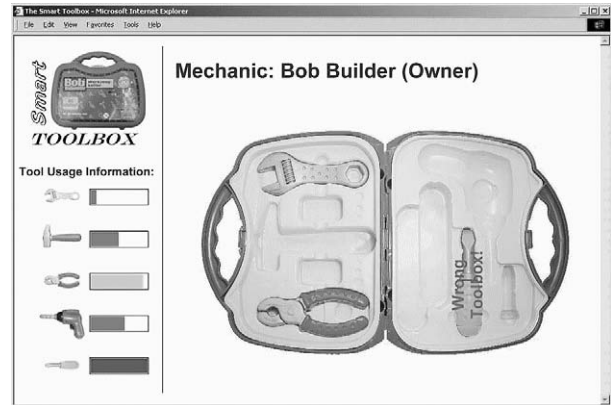 The Smart Toolbox - Microsoft Internet Explorer
File Edit View Favorites Tools Help
Smart
Bob
TOOLBOX
Tool Usage Information:
Mechanic: Bob Builder (Owner)
Wrong
Toolbox!